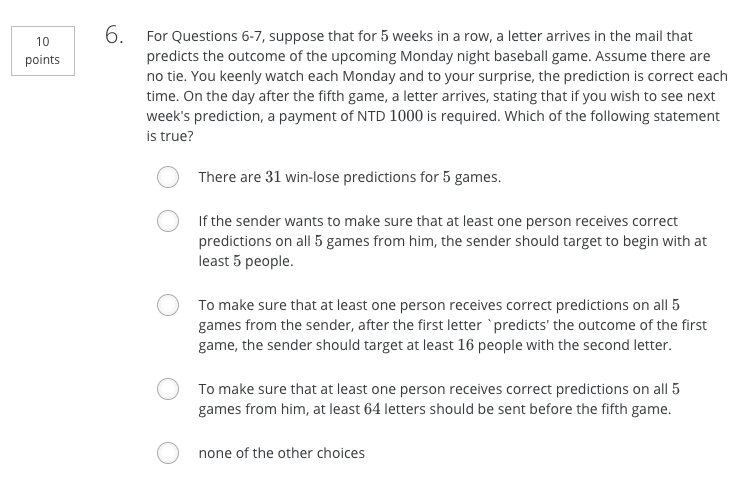 10
points
6.
For Questions 6-7, suppose that for 5 weeks in a row, a letter arrives in the mail that
predicts the outcome of the upcoming Monday night baseball game. Assume there are
no tie. You keenly watch each Monday and to your surprise, the prediction is correct each
time. On the day after the fifth game, a letter arrives, stating that if you wish to see next
week's prediction, a payment of NTD 1000 is required. Which of the following statement
is true?
There are 31 win-lose predictions for 5 games.
If the sender wants to make sure that at least one person receives correct
predictions on all 5 games from him, the sender should target to begin with at
least 5 people.
To make sure that at least one person receives correct predictions on all 5
games from the sender, after the first letter `predicts' the outcome of the first
game, the sender should target at least 16 people with the second letter.
To make sure that at least one person receives correct predictions on all 5
games from him, at least 64 letters should be sent before the fifth game.
none of the other choices